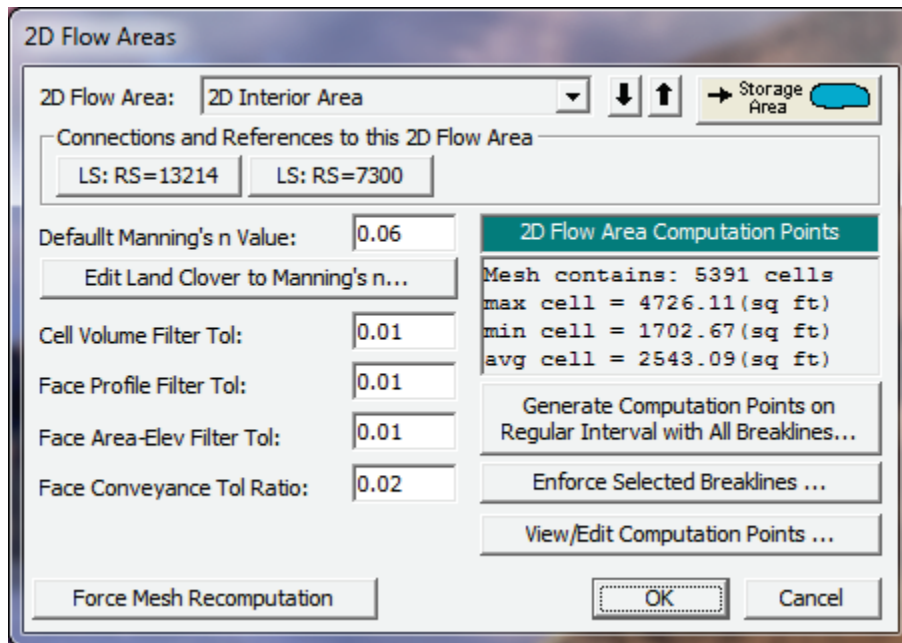 2D Flow Areas
2D Flow Area: 2D Interior Area
Storage Area
Connections and References to this 2D Flow Area
LS: RS=13214 LS: RS=7300
Defaullt Manning's n Value: 0.06
Edit Land Clover to Manning's n...
Cell Volume Filter Tol: 0.01
Face Profile Filter Tol: 0.01
Face Area-Elev Filter Tol: 0.01
Face Conveyance Tol Ratio: 0.02
2D Flow Area Computation Points
Mesh contains: 5391 cells
max cell = 4726.11(sq ft)
min cell = 1702.67(sq ft)
avg cell = 2543.09(sq ft)
Generate Computation Points on
Regular Interval with All Breaklines...
Enforce Selected Breaklines ...
View/Edit Computation Points ...
Force Mesh Recomputation OK Cancel